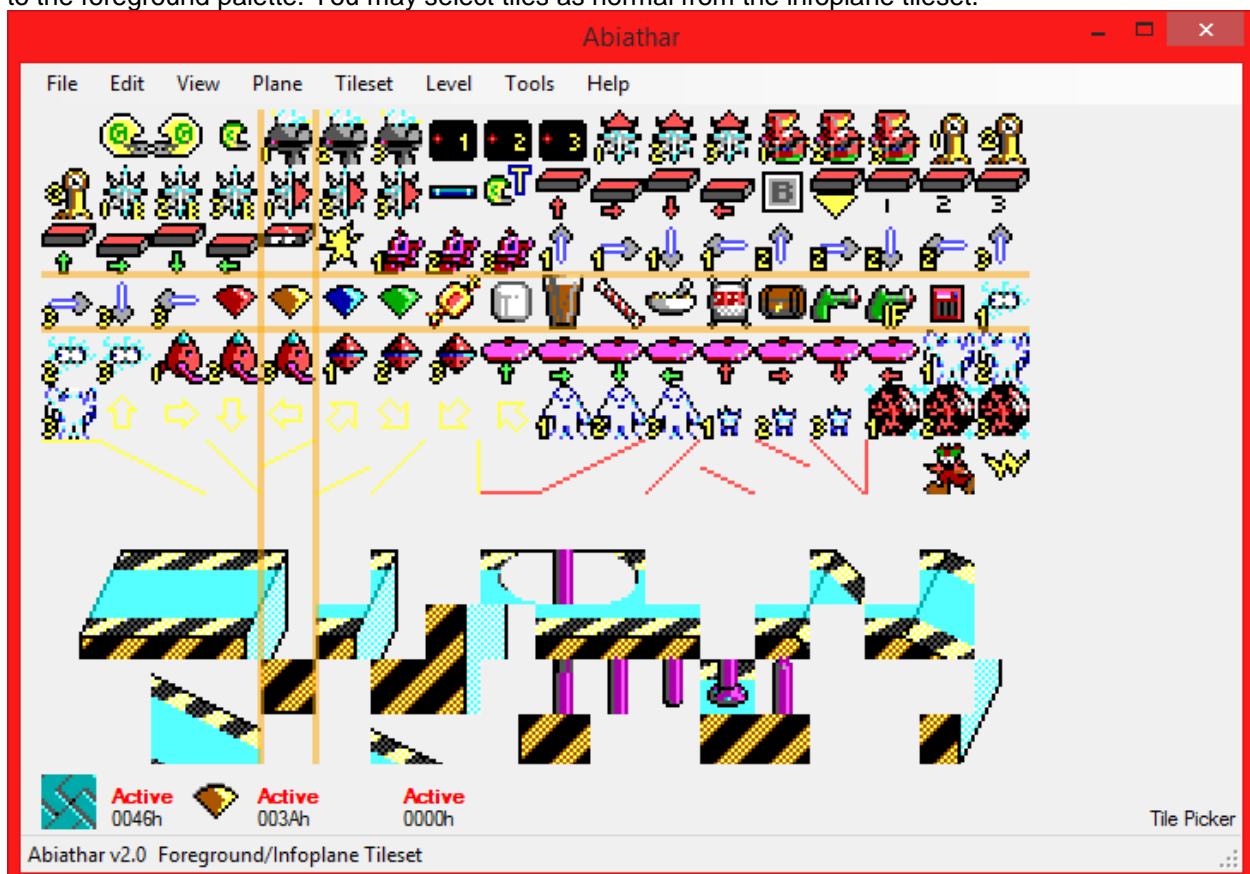 to the foreground palette. You may select tiles as normal from the infoplane tileset.
Abiathar
File Edit View Plane Tileset Level Tools Help
Active Active Active
0046h 003Ah 0000h
Tile Picker
Abiathar v2.0 Foreground/Infoplane Tileset